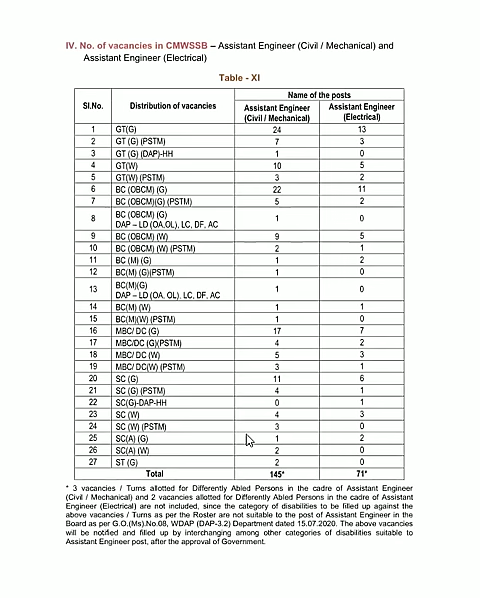 IV. No. of vacancies in CMWSSB – Assistant Engineer (Civil / Mechanical) and
Assistant Engineer (Electrical)
Table - XI
Sl.No. Distribution of vacancies Name of the posts
Assistant Engineer (Civil / Mechanical) Assistant Engineer (Electrical)
1 GT(G) 24 13
2 GT (G) (PSTM) 7 3
3 GT (G) (DAP)-HH 1 0
4 GT(W) 10 5
5 GT(W) (PSTM) 3 2
6 BC (OBCM) (G) 22 11
7 BC (OBCM)(G) (PSTM) 5 2
8 BC (OBCM) (G) DAP – LD (OA,OL), LC, DF, AC 1 0
9 BC (OBCM) (W) 9 5
10 BC (OBCM) (W) (PSTM) 2 1
11 BC (M) (G) 1 2
12 BC(M) (G)(PSTM) 1 0
13 BC(M)(G) DAP – LD (OA, OL), LC, DF, AC 1 0
14 BC(M) (W) 1 1
15 BC(M)(W) (PSTM) 1 0
16 MBC/ DC (G) 17 7
17 MBC/DC (G)(PSTM) 4 2
18 MBC/ DC (W) 5 3
19 MBC/ DC(W) (PSTM) 3 1
20 SC (G) 11 6
21 SC (G) (PSTM) 4 1
22 SC(G)-DAP-HH 0 1
23 SC (W) 4 3
24 SC (W) (PSTM) 3 0
25 SC(A) (G) 1 2
26 SC(A) (W) 2 0
27 ST (G) 2 0
Total 145* 71*
* 3 vacancies / Turns allotted for Differently Abled Persons in the cadre of Assistant Engineer
(Civil / Mechanical) and 2 vacancies allotted for Differently Abled Persons in the cadre of Assistant
Engineer (Electrical) are not included, since the category of disabilities to be filled up against the
above vacancies / Turns as per the Roster are not suitable to the post of Assistant Engineer in the
Board as per G.O.(Ms).No.08, WDAP (DAP-3.2) Department dated 15.07.2020. The above vacancies
will be notified and filled up by interchanging among other categories of disabilities suitable to
Assistant Engineer post, after the approval of Government.